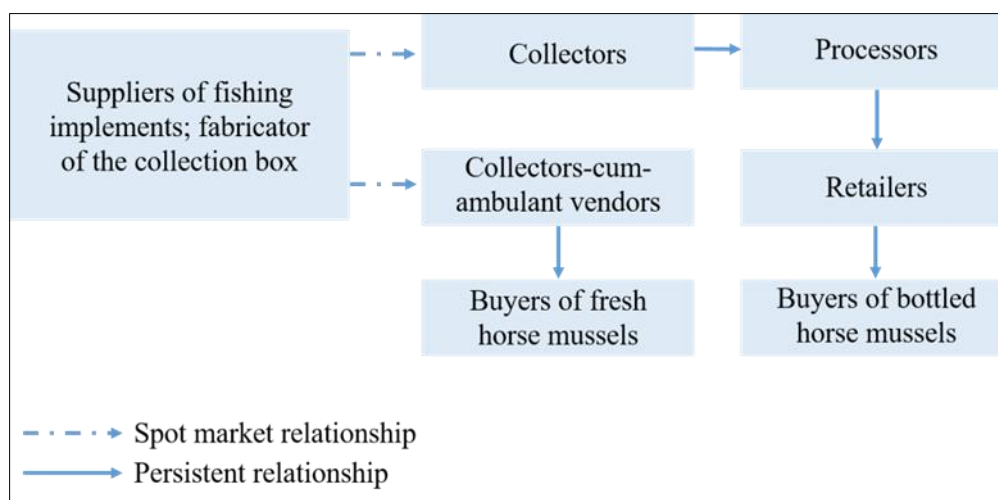 Suppliers of fishing
implements; fabricator
of the collection box
Collectors
Processors
Collectors-cum-
ambulant vendors
Retailers
Buyers of fresh
horse mussels
Buyers of bottled
horse mussels
Spot market relationship
Persistent relationship